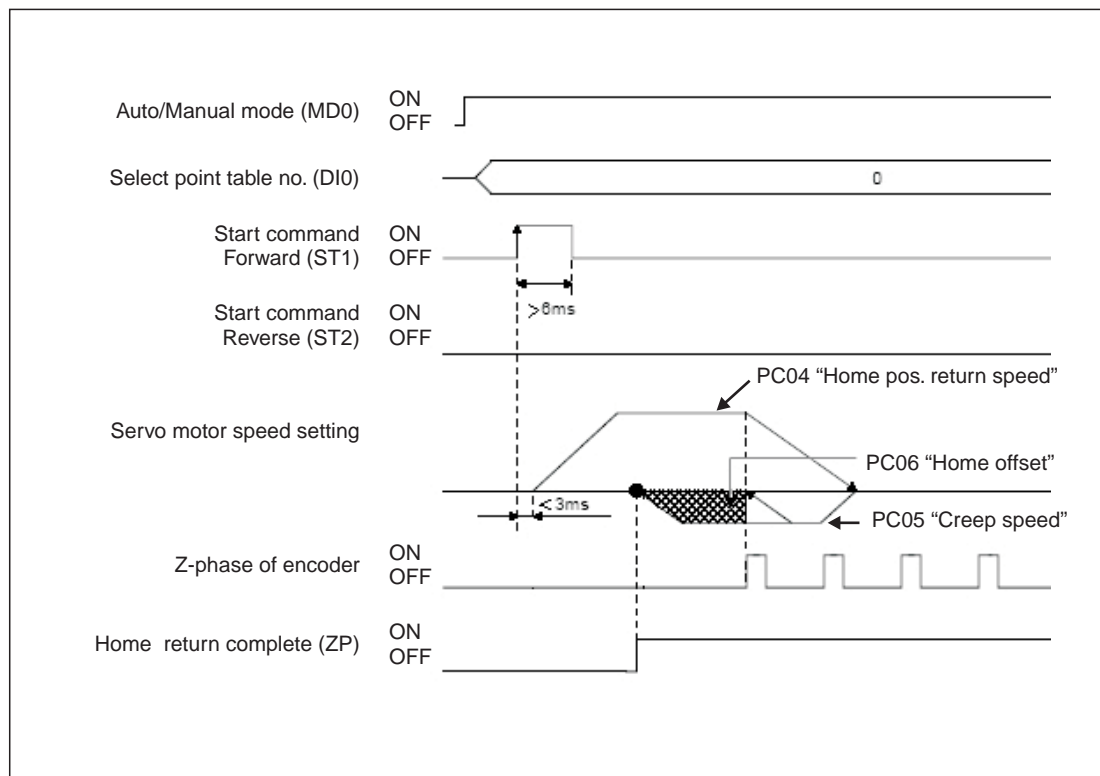 Auto/Manual mode (MD0)
ON
OFF
Select point table no. (DI0)
0
Start command
Forward (ST1)
ON
OFF
>6ms
Start command
Reverse (ST2)
ON
OFF
PC04 “Home pos. return speed”
Servo motor speed setting
PC06 “Home offset”
<3ms
PC05 “Creep speed”
Z-phase of encoder
ON
OFF
Home return complete (ZP)
ON
OFF